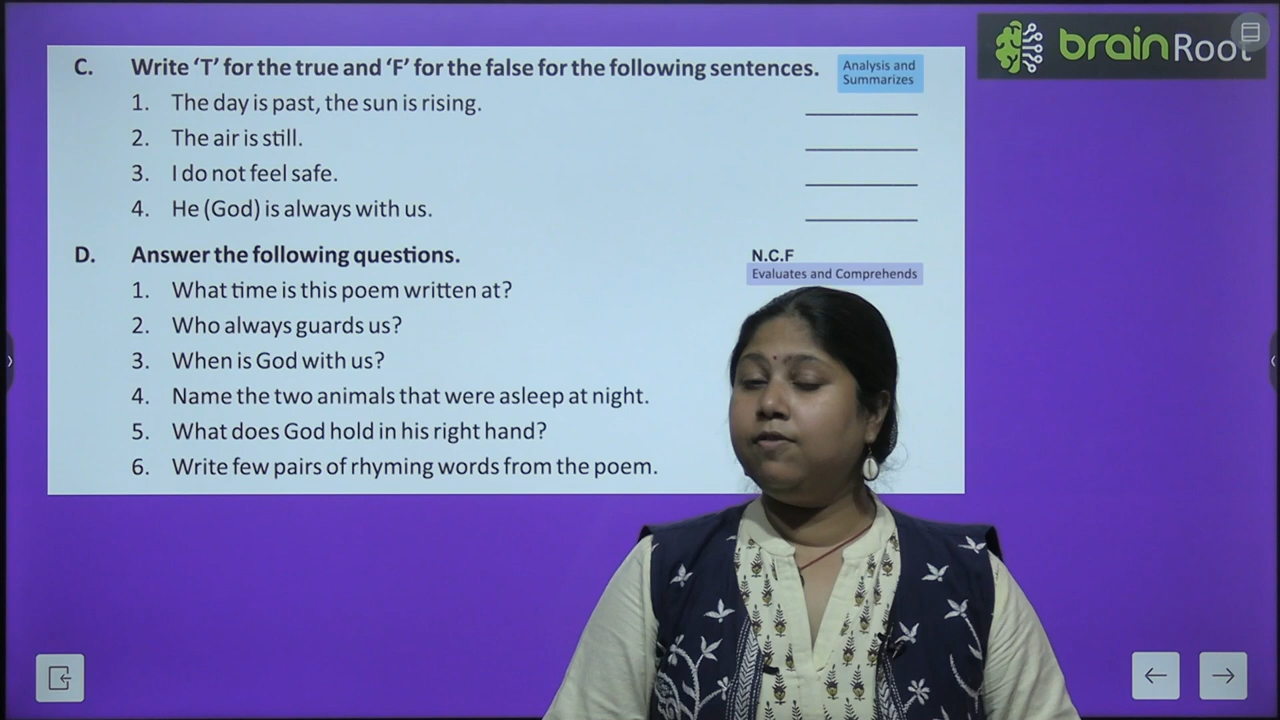 brainRoot
C. Write ‘T’ for the true and ‘F’ for the false for the following sentences.
Analysis and
Summarizes
1. The day is past, the sun is rising.
2. The air is still.
3. I do not feel safe.
4. He (God) is always with us.
D. Answer the following questions.
N.C.F
Evaluates and Comprehends
1. What time is this poem written at?
2. Who always guards us?
3. When is God with us?
4. Name the two animals that were asleep at night.
5. What does God hold in his right hand?
6. Write few pairs of rhyming words from the poem.